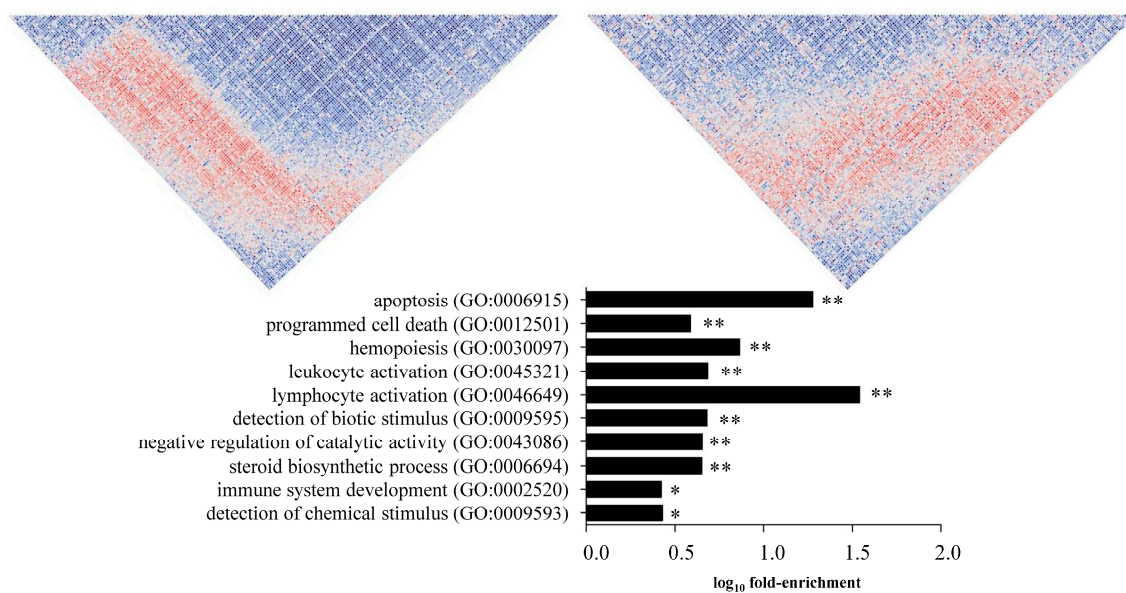 apoptosis (GO:0006915) **
programmed cell death (GO:0012501) **
hemopoiesis (GO:0030097) **
leukocyte activation (GO:0045321) **
lymphocyte activation (GO:0046649) **
detection of biotic stimulus (GO:0009595) **
negative regulation of catalytic activity (GO:0043086) **
steroid biosynthetic process (GO:0006694) **
immune system development (GO:0002520) *
detection of chemical stimulus (GO:0009593) *
0.0 0.5 1.0 1.5 2.0
log₁₀ fold-enrichment